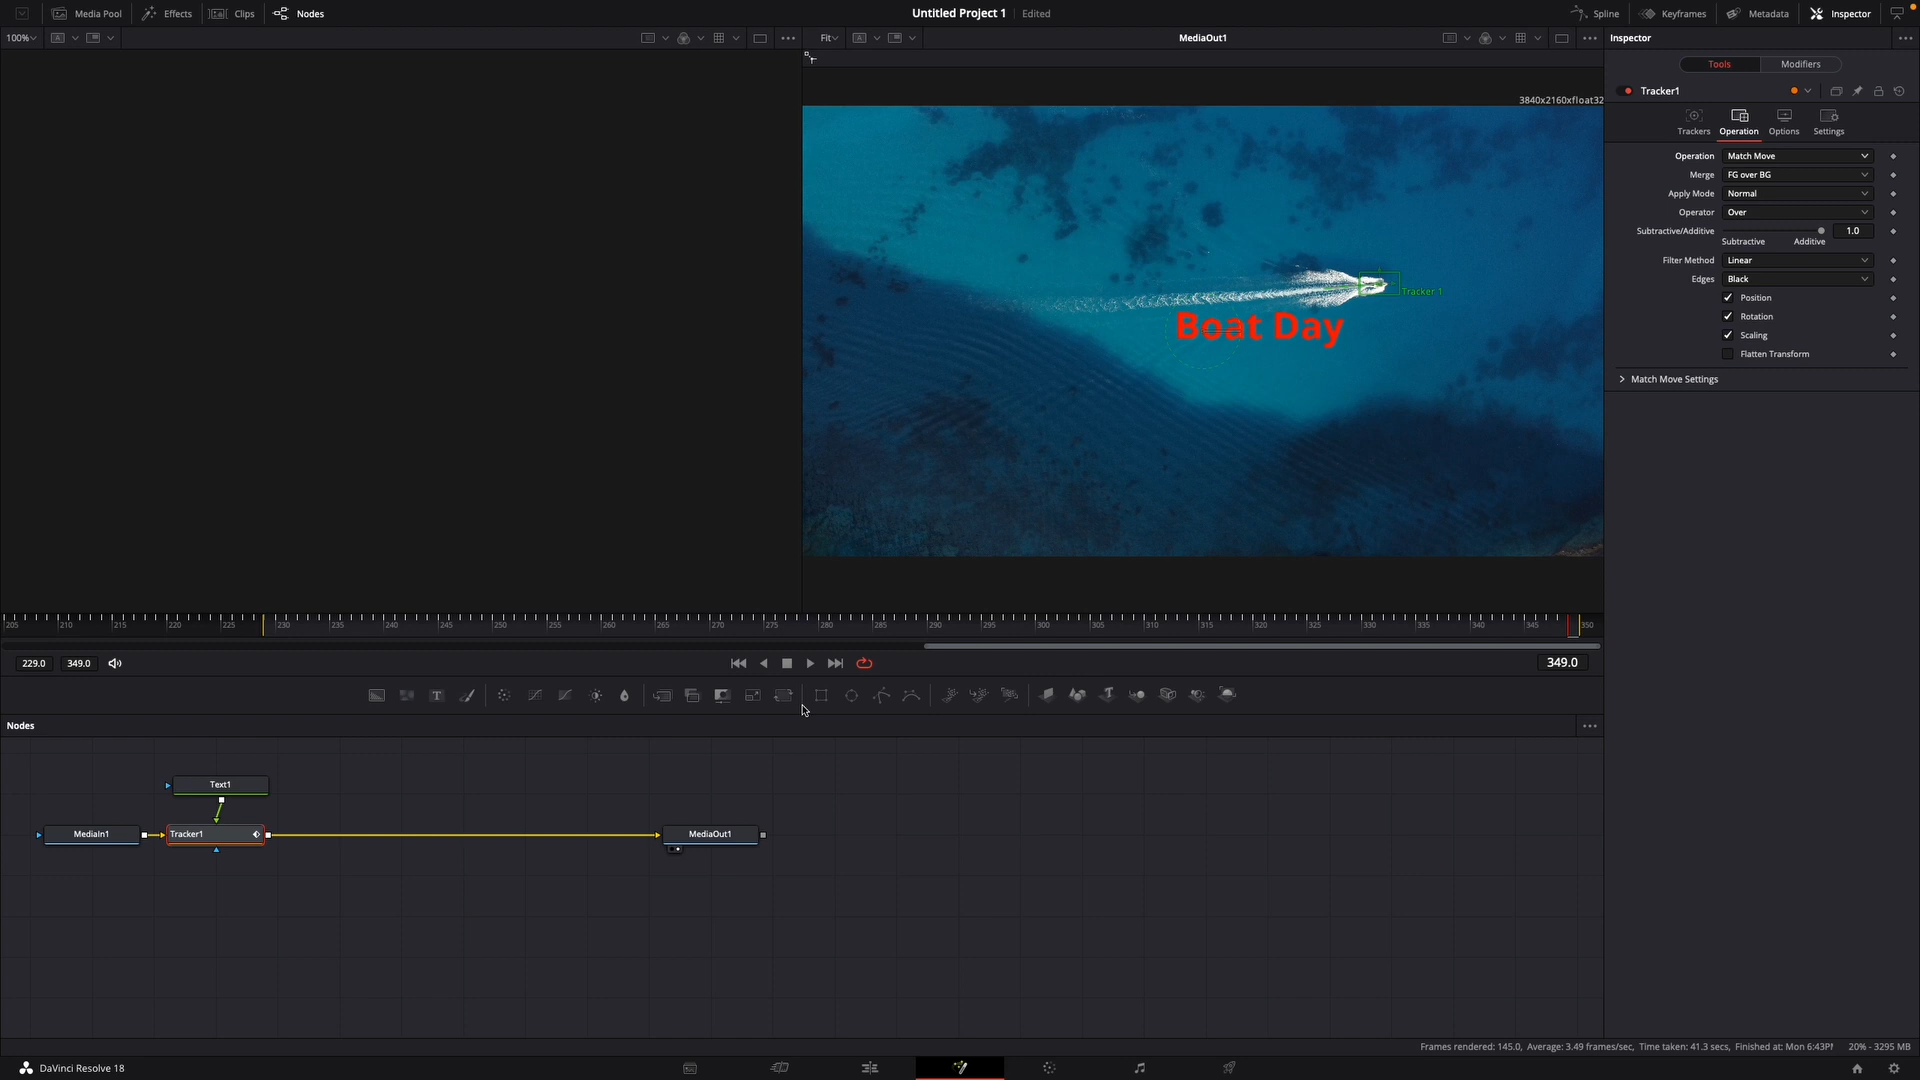 Media Pool Effects Clips Nodes Untitled Project 1 Edited Spline Keyframes Metadata Inspector
100% Fit MediaOut1 Inspector
Tools Modifiers
3840x2160xfloat32
Tracker1
Trackers Operation Options Settings
Operation Match Move
Merge FG over BG
Apply Mode Normal
Operator Over
Subtractive/Additive 1.0
Subtractive Additive
Filter Method Linear
Edges Black
Position
Rotation
Scaling
Flatten Transform
Match Move Settings
Tracker 1
Boat Day
205 210 215 220 225 230 235 240 245 250 255 260 265 270 275 280 285 290 295 300 305 310 315 320 325 330 335 340 345 350
229.0 349.0 349.0
Nodes
Text1
MediaIn1 Tracker1 MediaOut1
Frames rendered: 145.0, Average: 3.49 frames/sec, Time taken: 41.3 secs, Finished at: Mon 6:43PM 20% - 3295 MB
DaVinci Resolve 18